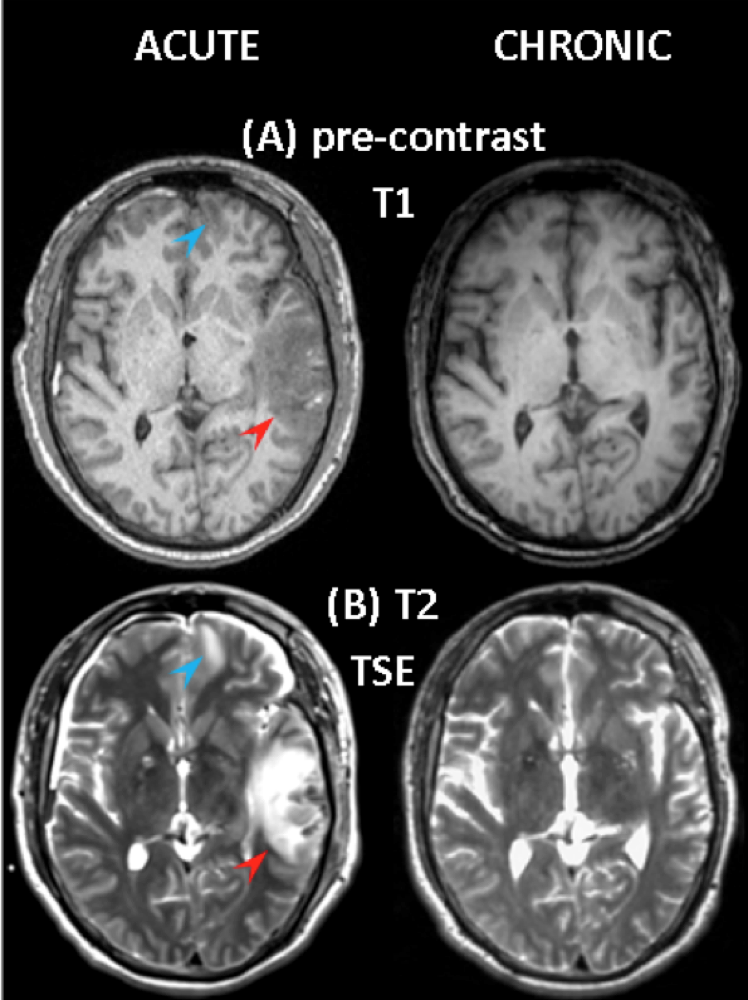 ACUTE CHRONIC
(A) pre-contrast
T1
(B) T2
TSE